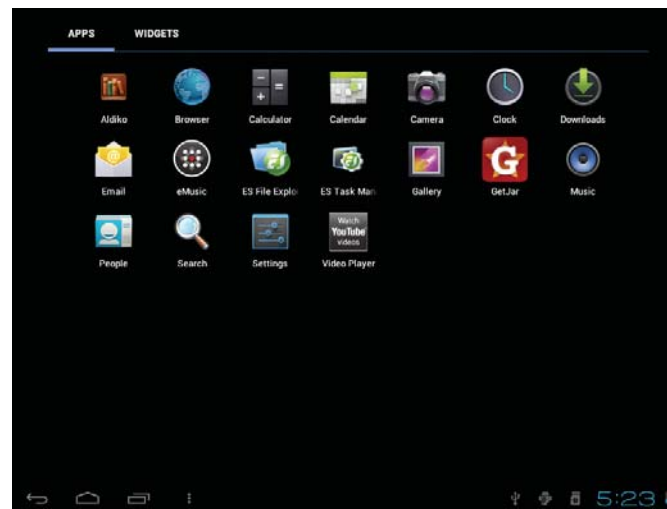 APPS WIDGETS
Aldiko Browser Calculator Calendar Camera Clock Downloads
Email eMusic ES File Explo ES Task Man Gallery GetJar Music
Watch
YouTube
videos
People Search Settings Video Player
5:23